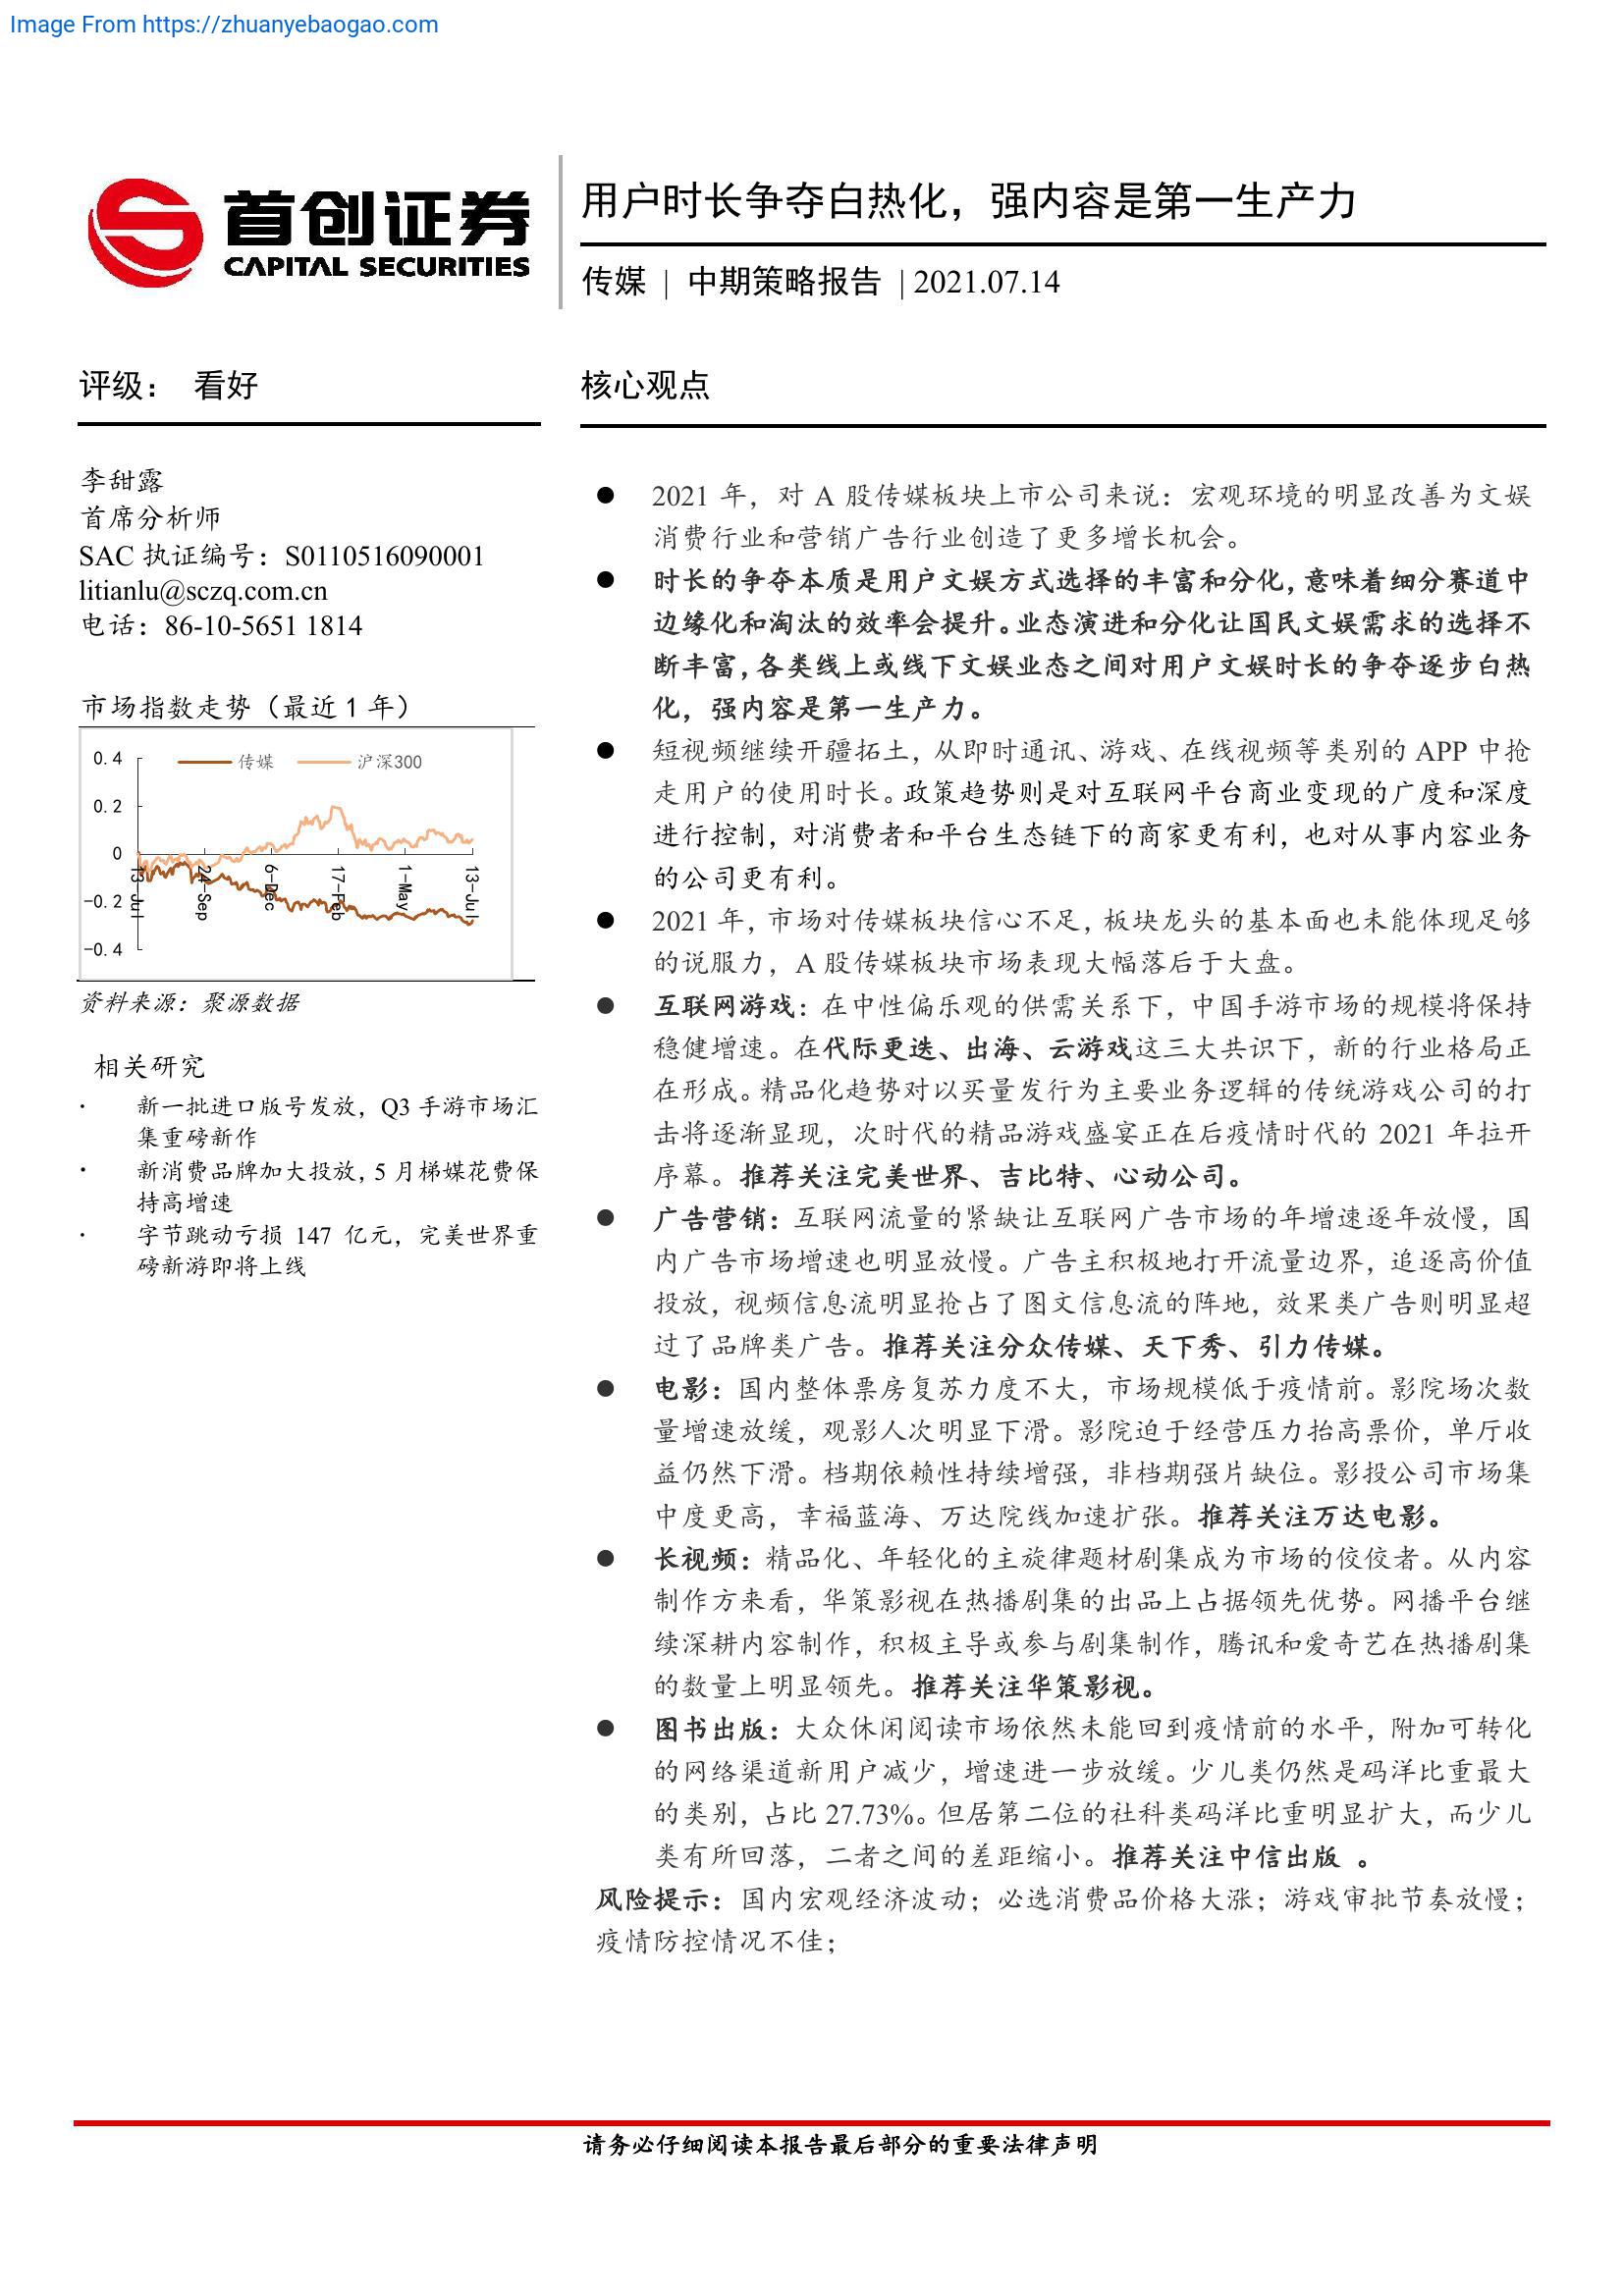 Image From https://zhuanyebaogao.com
首创证券
CAPITAL SECURITIES
用户时长争夺白热化，强内容是第一生产力
传媒 | 中期策略报告 | 2021.07.14
评级： 看好
李甜露
首席分析师
SAC 执证编号：S0110516090001
litianlu@sczq.com.cn
电话：86-10-5651 1814
市场指数走势（最近 1 年）
传媒 沪深300
0.4
0.2
0
-0.2
-0.4
13-Jul 24-Sep 6-Dec 17-Feb 1-May 13-Jul
资料来源：聚源数据
相关研究
· 新一批进口版号发放，Q3 手游市场汇
集重磅新作
· 新消费品牌加大投放，5 月梯媒花费保
持高增速
· 字节跳动亏损 147 亿元，完美世界重
磅新游即将上线
核心观点
● 2021 年，对 A 股传媒板块上市公司来说：宏观环境的明显改善为文娱
消费行业和营销广告行业创造了更多增长机会。
● 时长的争夺本质是用户文娱方式选择的丰富和分化，意味着细分赛道中
边缘化和淘汰的效率会提升。业态演进和分化让国民文娱需求的选择不
断丰富，各类线上或线下文娱业态之间对用户文娱时长的争夺逐步白热
化，强内容是第一生产力。
● 短视频继续开疆拓土，从即时通讯、游戏、在线视频等类别的 APP 中抢
走用户的使用时长。政策趋势则是对互联网平台商业变现的广度和深度
进行控制，对消费者和平台生态链下的商家更有利，也对从事内容业务
的公司更有利。
● 2021 年，市场对传媒板块信心不足，板块龙头的基本面也未能体现足够
的说服力，A 股传媒板块市场表现大幅落后于大盘。
● 互联网游戏：在中性偏乐观的供需关系下，中国手游市场的规模将保持
稳健增速。在代际更迭、出海、云游戏这三大共识下，新的行业格局正
在形成。精品化趋势对以买量发行为主要业务逻辑的传统游戏公司的打
击将逐渐显现，次时代的精品游戏盛宴正在后疫情时代的 2021 年拉开
序幕。推荐关注完美世界、吉比特、心动公司。
● 广告营销：互联网流量的紧缺让互联网广告市场的年增速逐年放慢，国
内广告市场增速也明显放慢。广告主积极地打开流量边界，追逐高价值
投放，视频信息流明显抢占了图文信息流的阵地，效果类广告则明显超
过了品牌类广告。推荐关注分众传媒、天下秀、引力传媒。
● 电影：国内整体票房复苏力度不大，市场规模低于疫情前。影院场次数
量增速放缓，观影人次明显下滑。影院迫于经营压力抬高票价，单厅收
益仍然下滑。档期依赖性持续增强，非档期强片缺位。影投公司市场集
中度更高，幸福蓝海、万达院线加速扩张。推荐关注万达电影。
● 长视频：精品化、年轻化的主旋律题材剧集成为市场的佼佼者。从内容
制作方来看，华策影视在热播剧集的出品上占据领先优势。网播平台继
续深耕内容制作，积极主导或参与剧集制作，腾讯和爱奇艺在热播剧集
的数量上明显领先。推荐关注华策影视。
● 图书出版：大众休闲阅读市场依然未能回到疫情前的水平，附加可转化
的网络渠道新用户减少，增速进一步放缓。少儿类仍然是码洋比重最大
的类别，占比 27.73%。但居第二位的社科类码洋比重明显扩大，而少儿
类有所回落，二者之间的差距缩小。推荐关注中信出版 。
风险提示：国内宏观经济波动；必选消费品价格大涨；游戏审批节奏放慢；
疫情防控情况不佳；
请务必仔细阅读本报告最后部分的重要法律声明